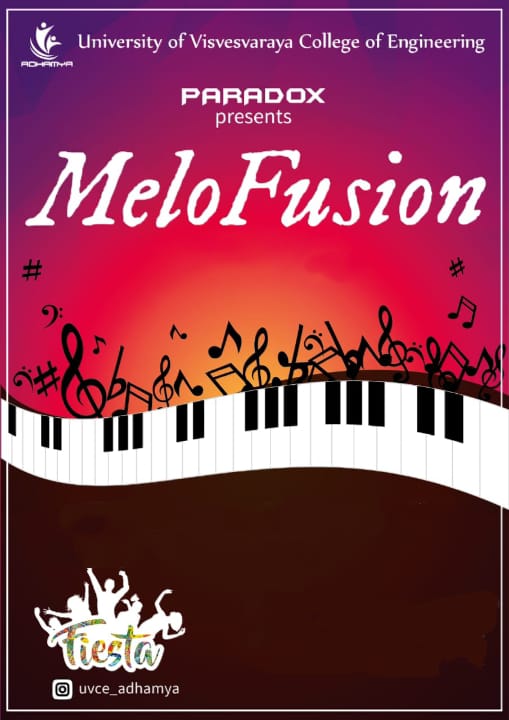 ADHAMYA
University of Visvesvaraya College of Engineering
PARADOX
presents
MeloFusion
Fiesta
uvce_adhamya